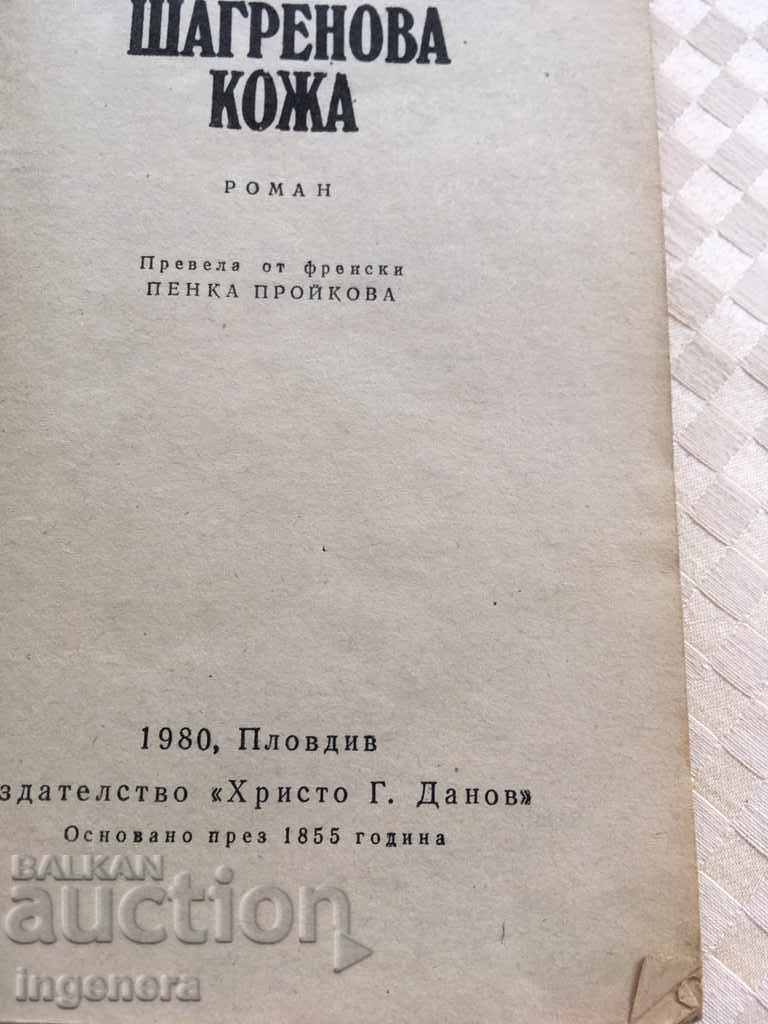 ШАГРЕНОВА
КОЖА
РОМАН
Превела от френски
ПЕНКА ПРОЙКОВА
1980, Пловдив
здателство «Христо Г. Данов»
Основано през 1855 година
BALKAN
auction
ingenera